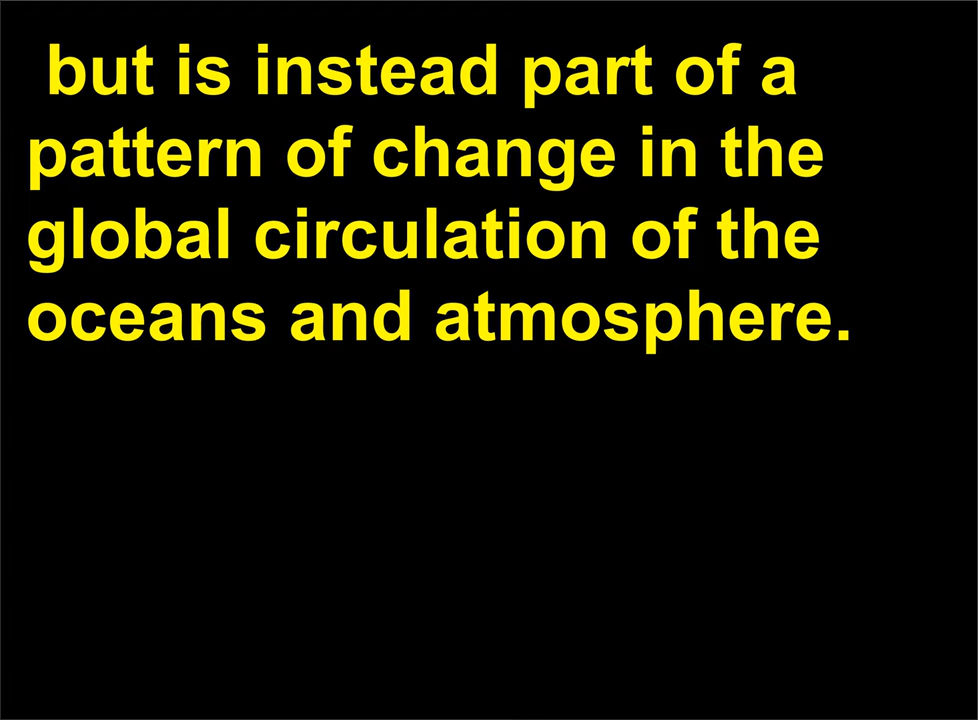 but is instead part of a
pattern of change in the
global circulation of the
oceans and atmosphere.